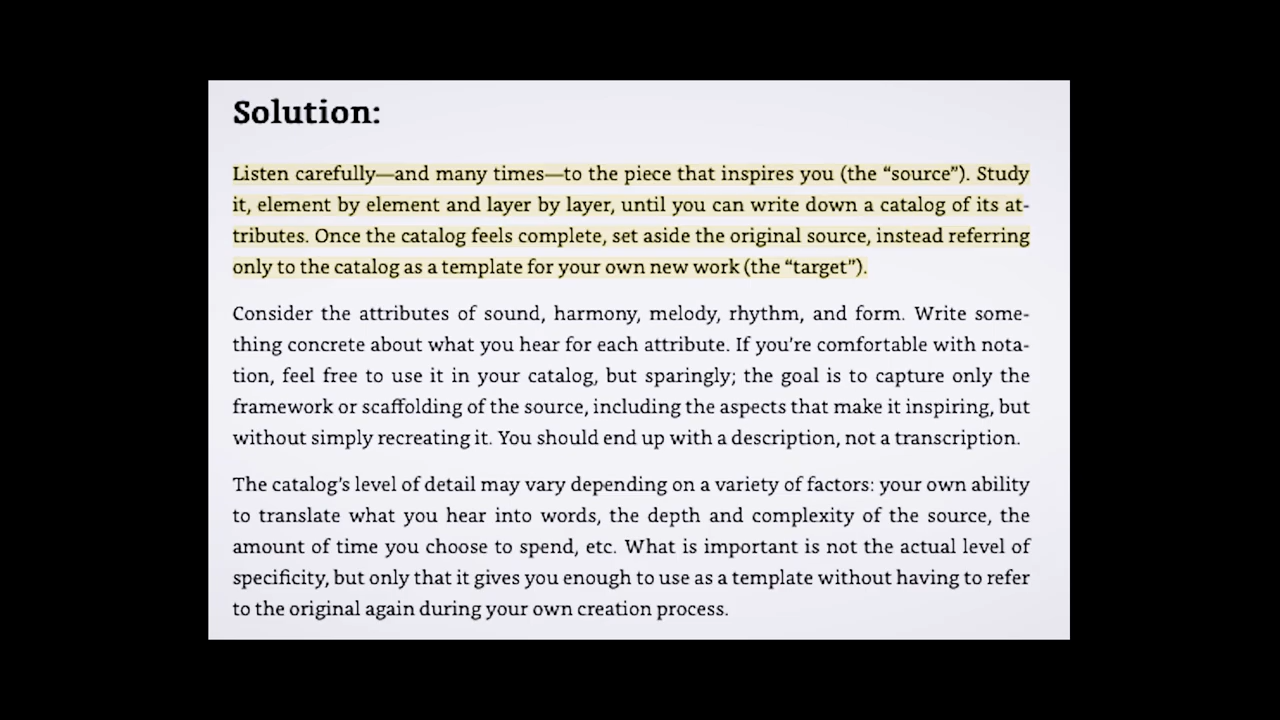 Solution:
Listen carefully—and many times—to the piece that inspires you (the “source”). Study
it, element by element and layer by layer, until you can write down a catalog of its at-
tributes. Once the catalog feels complete, set aside the original source, instead referring
only to the catalog as a template for your own new work (the “target”).
Consider the attributes of sound, harmony, melody, rhythm, and form. Write some-
thing concrete about what you hear for each attribute. If you’re comfortable with nota-
tion, feel free to use it in your catalog, but sparingly; the goal is to capture only the
framework or scaffolding of the source, including the aspects that make it inspiring, but
without simply recreating it. You should end up with a description, not a transcription.
The catalog’s level of detail may vary depending on a variety of factors: your own ability
to translate what you hear into words, the depth and complexity of the source, the
amount of time you choose to spend, etc. What is important is not the actual level of
specificity, but only that it gives you enough to use as a template without having to refer
to the original again during your own creation process.